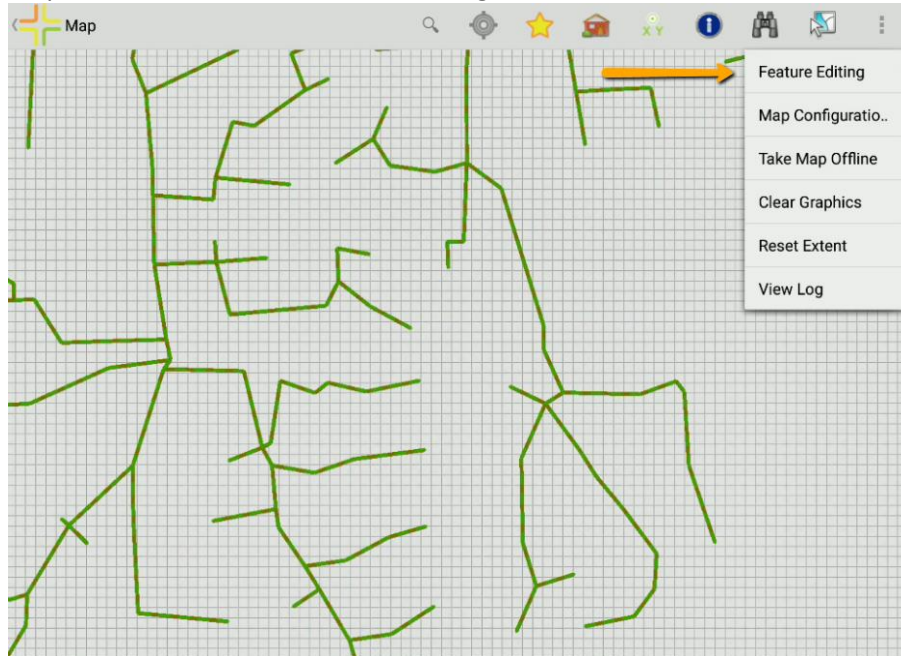 Map
X Y
Feature Editing
Map Configuratio..
Take Map Offline
Clear Graphics
Reset Extent
View Log